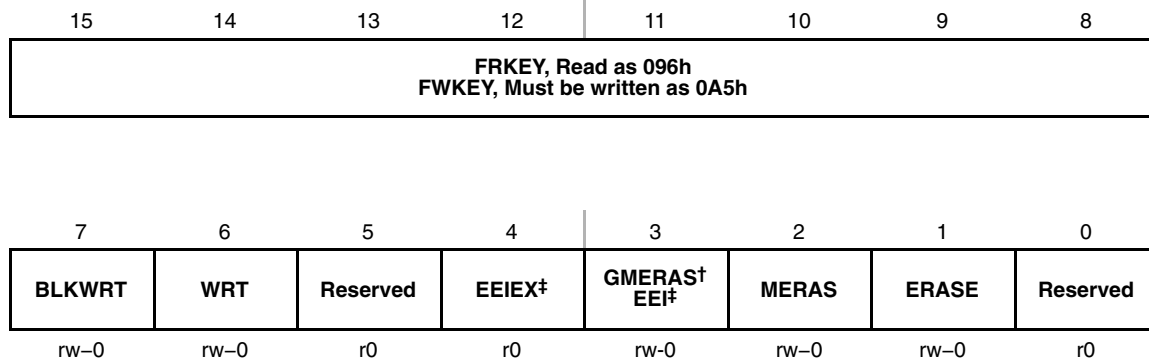 15 14 13 12 11 10 9 8
FRKEY, Read as 096h
FWKEY, Must be written as 0A5h
7 6 5 4 3 2 1 0
BLKWRT WRT Reserved EEIEX‡ GMERAS† MERAS ERASE Reserved
EEI‡
rw−0 rw−0 r0 r0 rw-0 rw−0 rw−0 r0